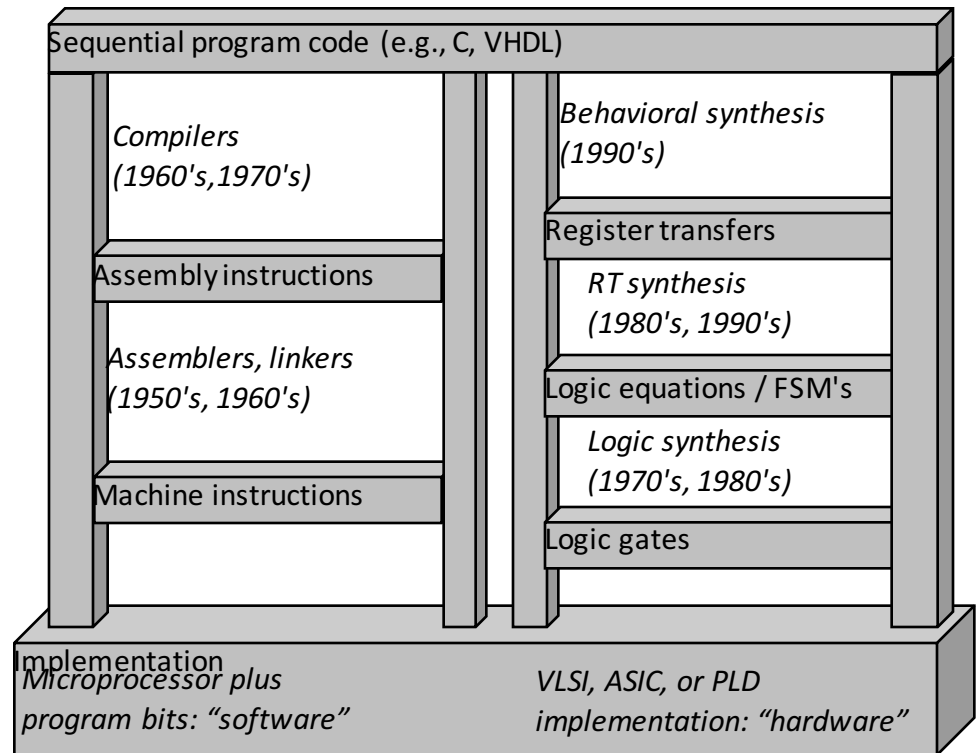 Sequential program code (e.g., C, VHDL)
Compilers
(1960's,1970's)
Assembly instructions
Assemblers, linkers
(1950's, 1960's)
Machine instructions
Behavioral synthesis
(1990's)
Register transfers
RT synthesis
(1980's, 1990's)
Logic equations / FSM's
Logic synthesis
(1970's, 1980's)
Logic gates
Implementation
Microprocessor plus
program bits: “software”
VLSI, ASIC, or PLD
implementation: “hardware”